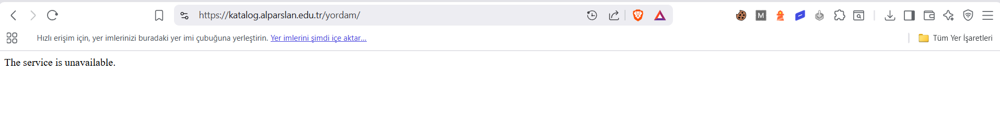 https://katalog.alparslan.edu.tr/yordam/
M
Hızlı erişim için, yer imlerinizi buradaki yer imi çubuğuna yerleştirin. Yer imlerini şimdi içe aktar...
Tüm Yer İşaretleri
The service is unavailable.